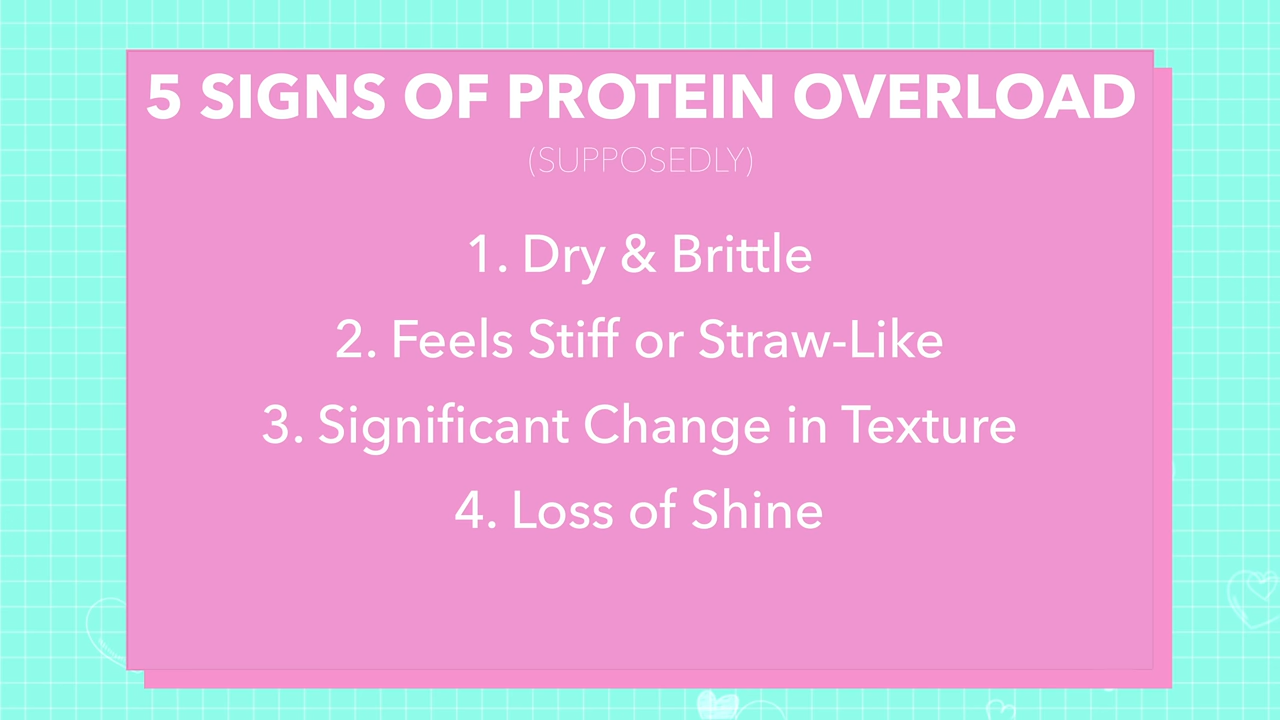 5 SIGNS OF PROTEIN OVERLOAD
(SUPPOSEDLY)
1. Dry & Brittle
2. Feels Stiff or Straw-Like
3. Significant Change in Texture
4. Loss of Shine